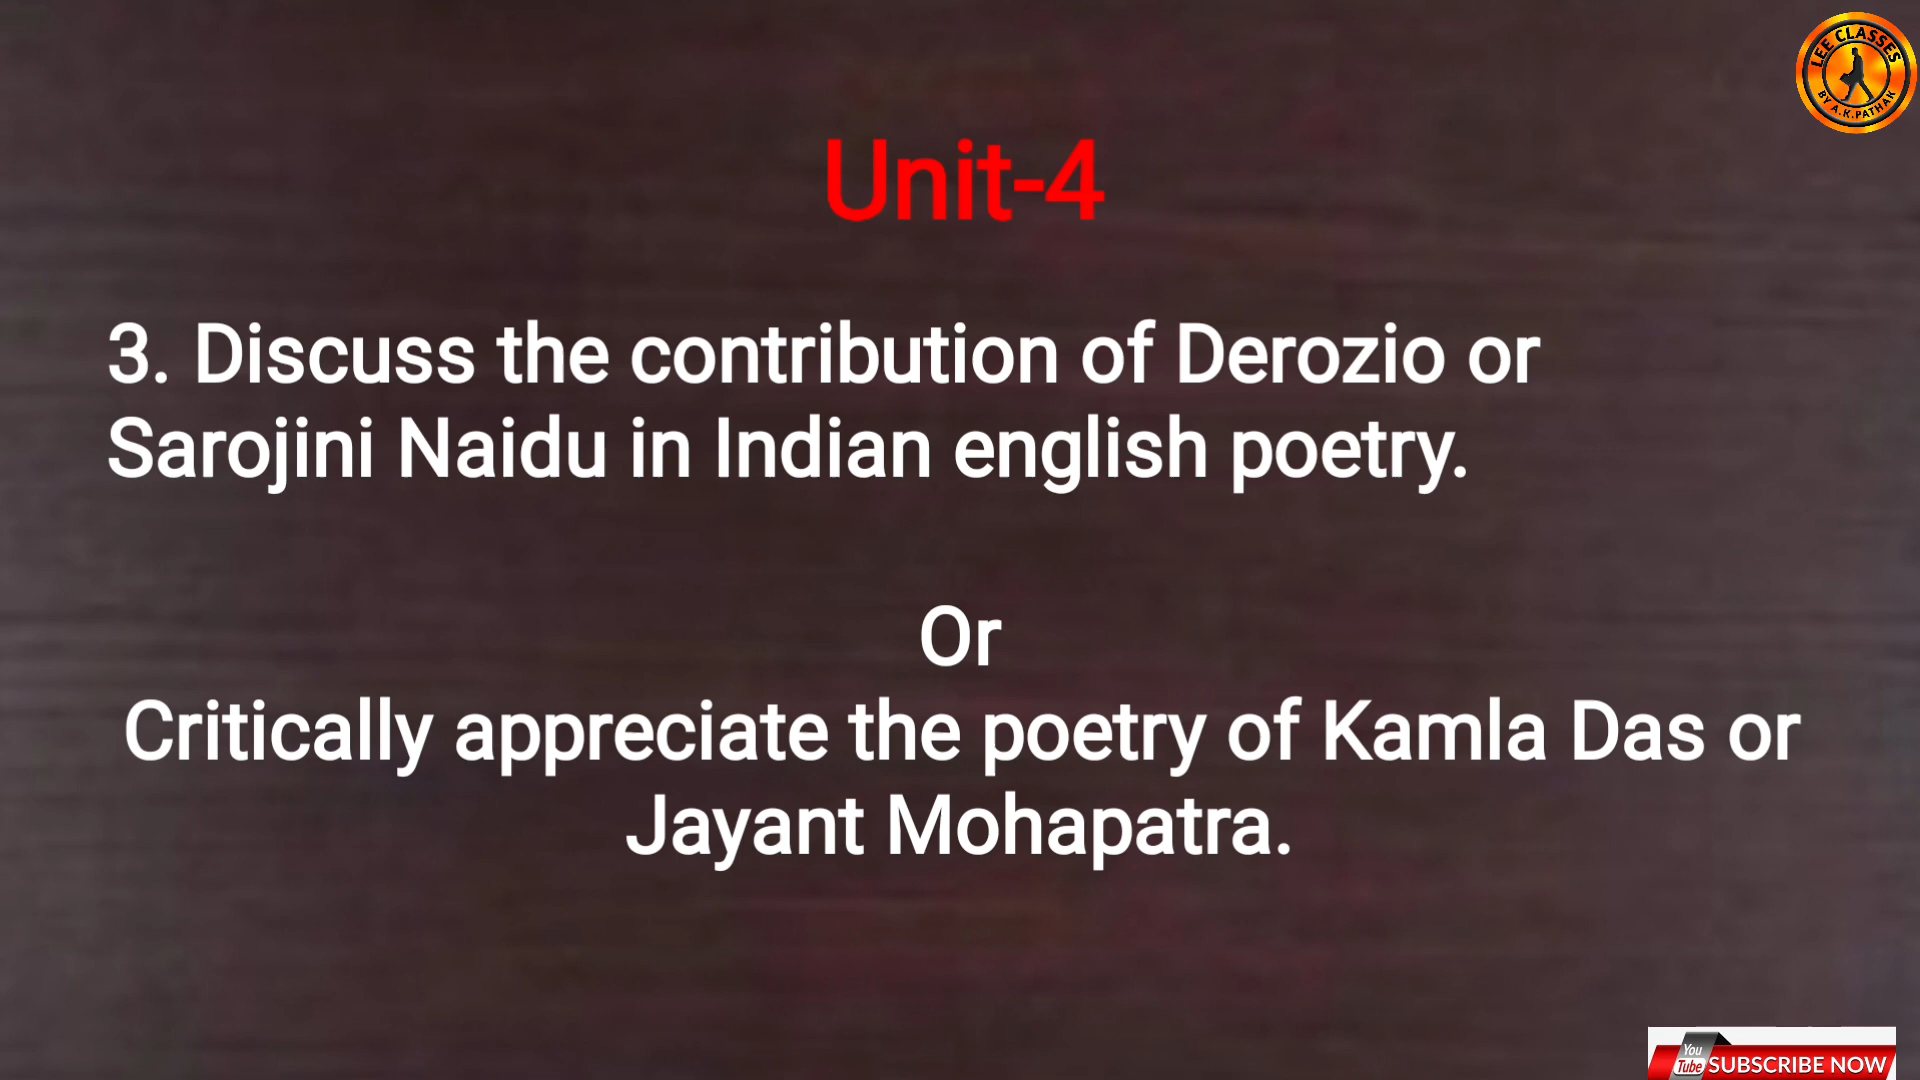 LEE CLASSES
BY A.K.PATHAK
Unit-4
3. Discuss the contribution of Derozio or
Sarojini Naidu in Indian english poetry.
Or
Critically appreciate the poetry of Kamla Das or
Jayant Mohapatra.
You
Tube SUBSCRIBE NOW